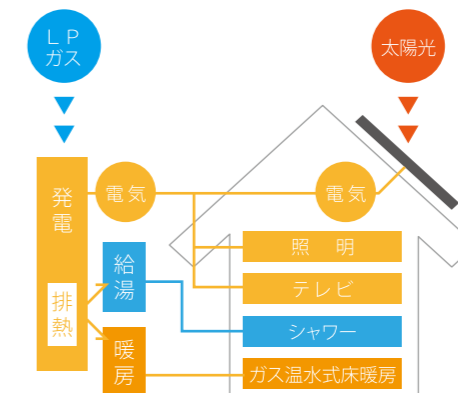 LP
ガス
太陽光
発電
電気
電気
照明
給湯
テレビ
排熱
シャワー
暖房
ガス温水式床暖房